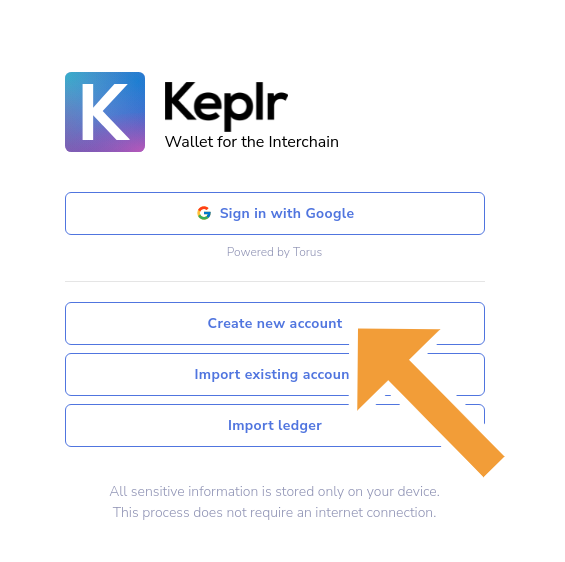 K
Keplr
Wallet for the Interchain
Sign in with Google
Powered by Torus
Create new account
Import existing accoun
Import ledger
All sensitive information is stored only on your device.
This process does not require an internet connection.